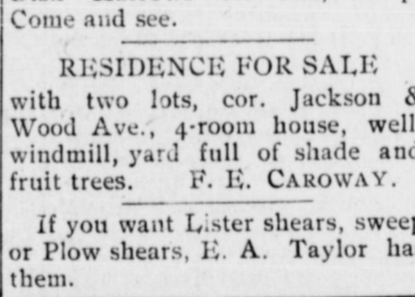 Come and see.
RESIDENCE FOR SALE
with two lots, cor. Jackson &
Wood Ave., 4-room house, well
windmill, yard full of shade and
fruit trees. F. E. CAROWAY.
If you want Lister shears, sweep
or Plow shears, E. A. Taylor ha
them.